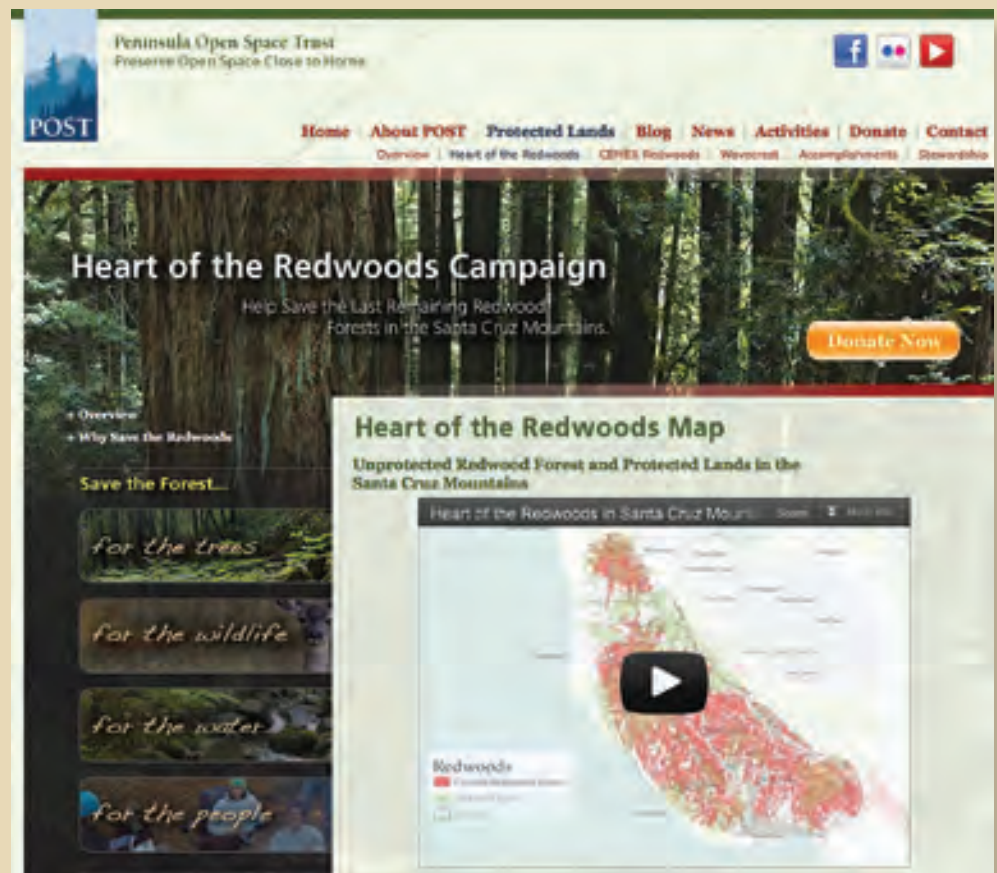 Peninsula Open Space Trust
Preserve Open Space Close to Home
POST
Home About POST Protected Lands Blog News Activities Donate Contact
Overview Heart of the Redwoods CEMEX Redwoods Wavecrest Accomplishments Stewardship
Heart of the Redwoods Campaign
Help Save the Last Remaining Redwood
Forests in the Santa Cruz Mountains.
Donate Now
+ Overview
+ Why Save the Redwoods
Save the Forest...
for the trees
for the wildlife
for the water
for the people
Heart of the Redwoods Map
Unprotected Redwood Forest and Protected Lands in the
Santa Cruz Mountains
Heart of the Redwoods in Santa Cruz Mount
Redwoods